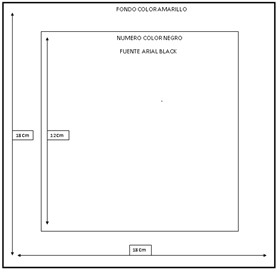 FONDO COLOR AMARILLO
NUMERO COLOR NEGRO
FUENTE ARIAL BLACK
18 Cm
12 Cm
18 Cm